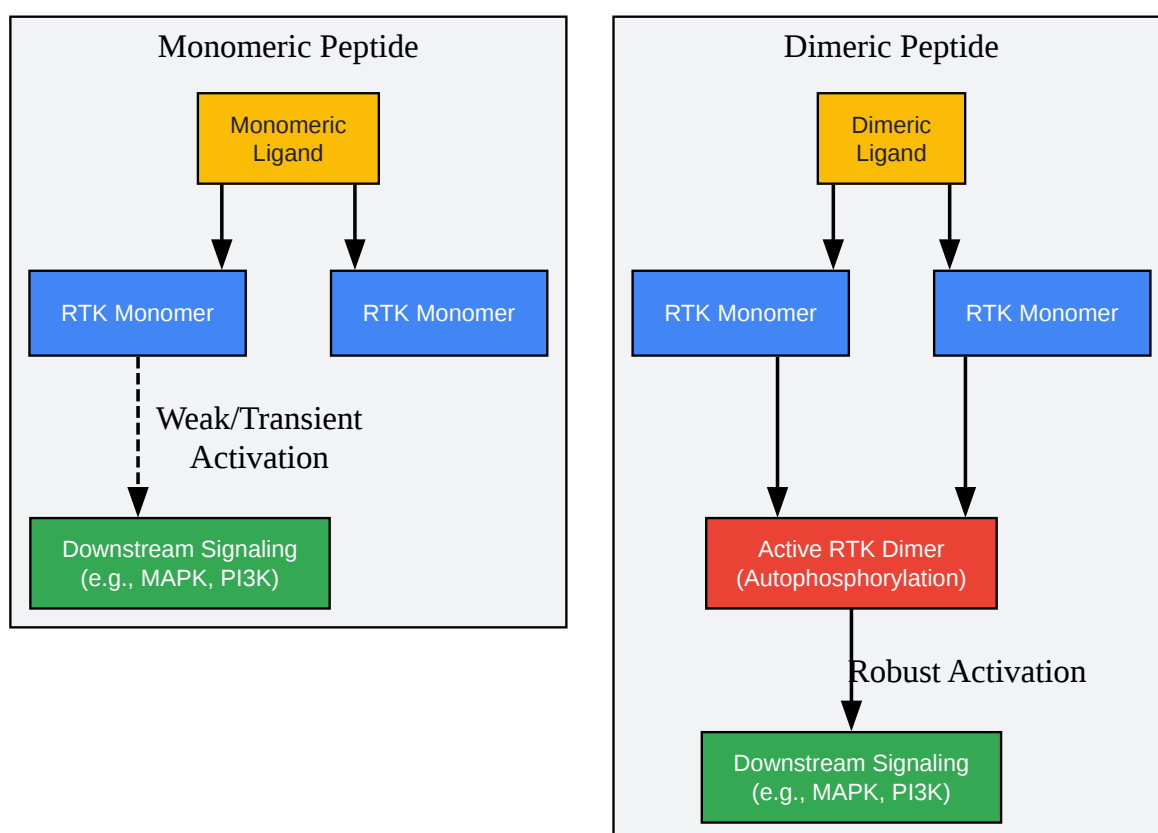 Monomeric Peptide
Monomeric
Ligand
RTK Monomer
RTK Monomer
Weak/Transient
Activation
Downstream Signaling
(e.g., MAPK, PI3K)
Dimeric Peptide
Dimeric
Ligand
RTK Monomer
RTK Monomer
Active RTK Dimer
(Autophosphorylation)
Robust Activation
Downstream Signaling
(e.g., MAPK, PI3K)